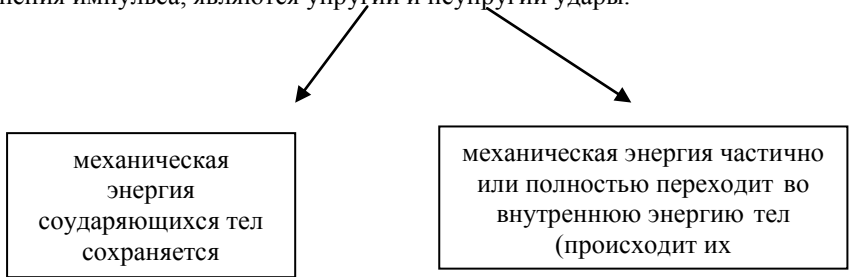 нения импульса, являются упругий и неупругий удары.
механическая
энергия
соударяющихся тел
сохраняется
механическая энергия частично
или полностью переходит во
внутреннюю энергию тел
(происходит их